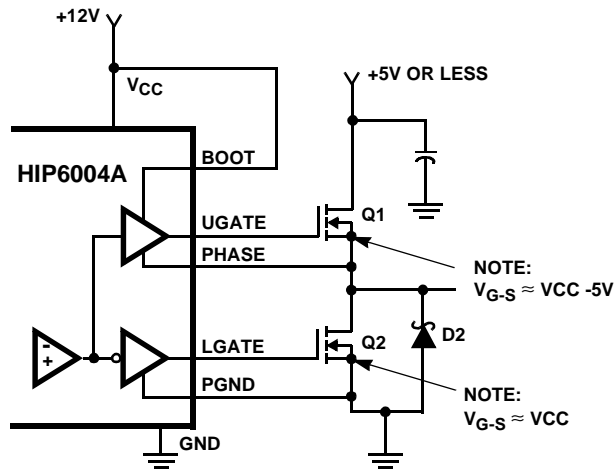 +12V
VCC
+5V OR LESS
BOOT
HIP6004A
UGATE
Q1
PHASE
NOTE:
VG-S ≈ VCC -5V
-
+
LGATE
Q2
D2
PGND
NOTE:
VG-S ≈ VCC
GND